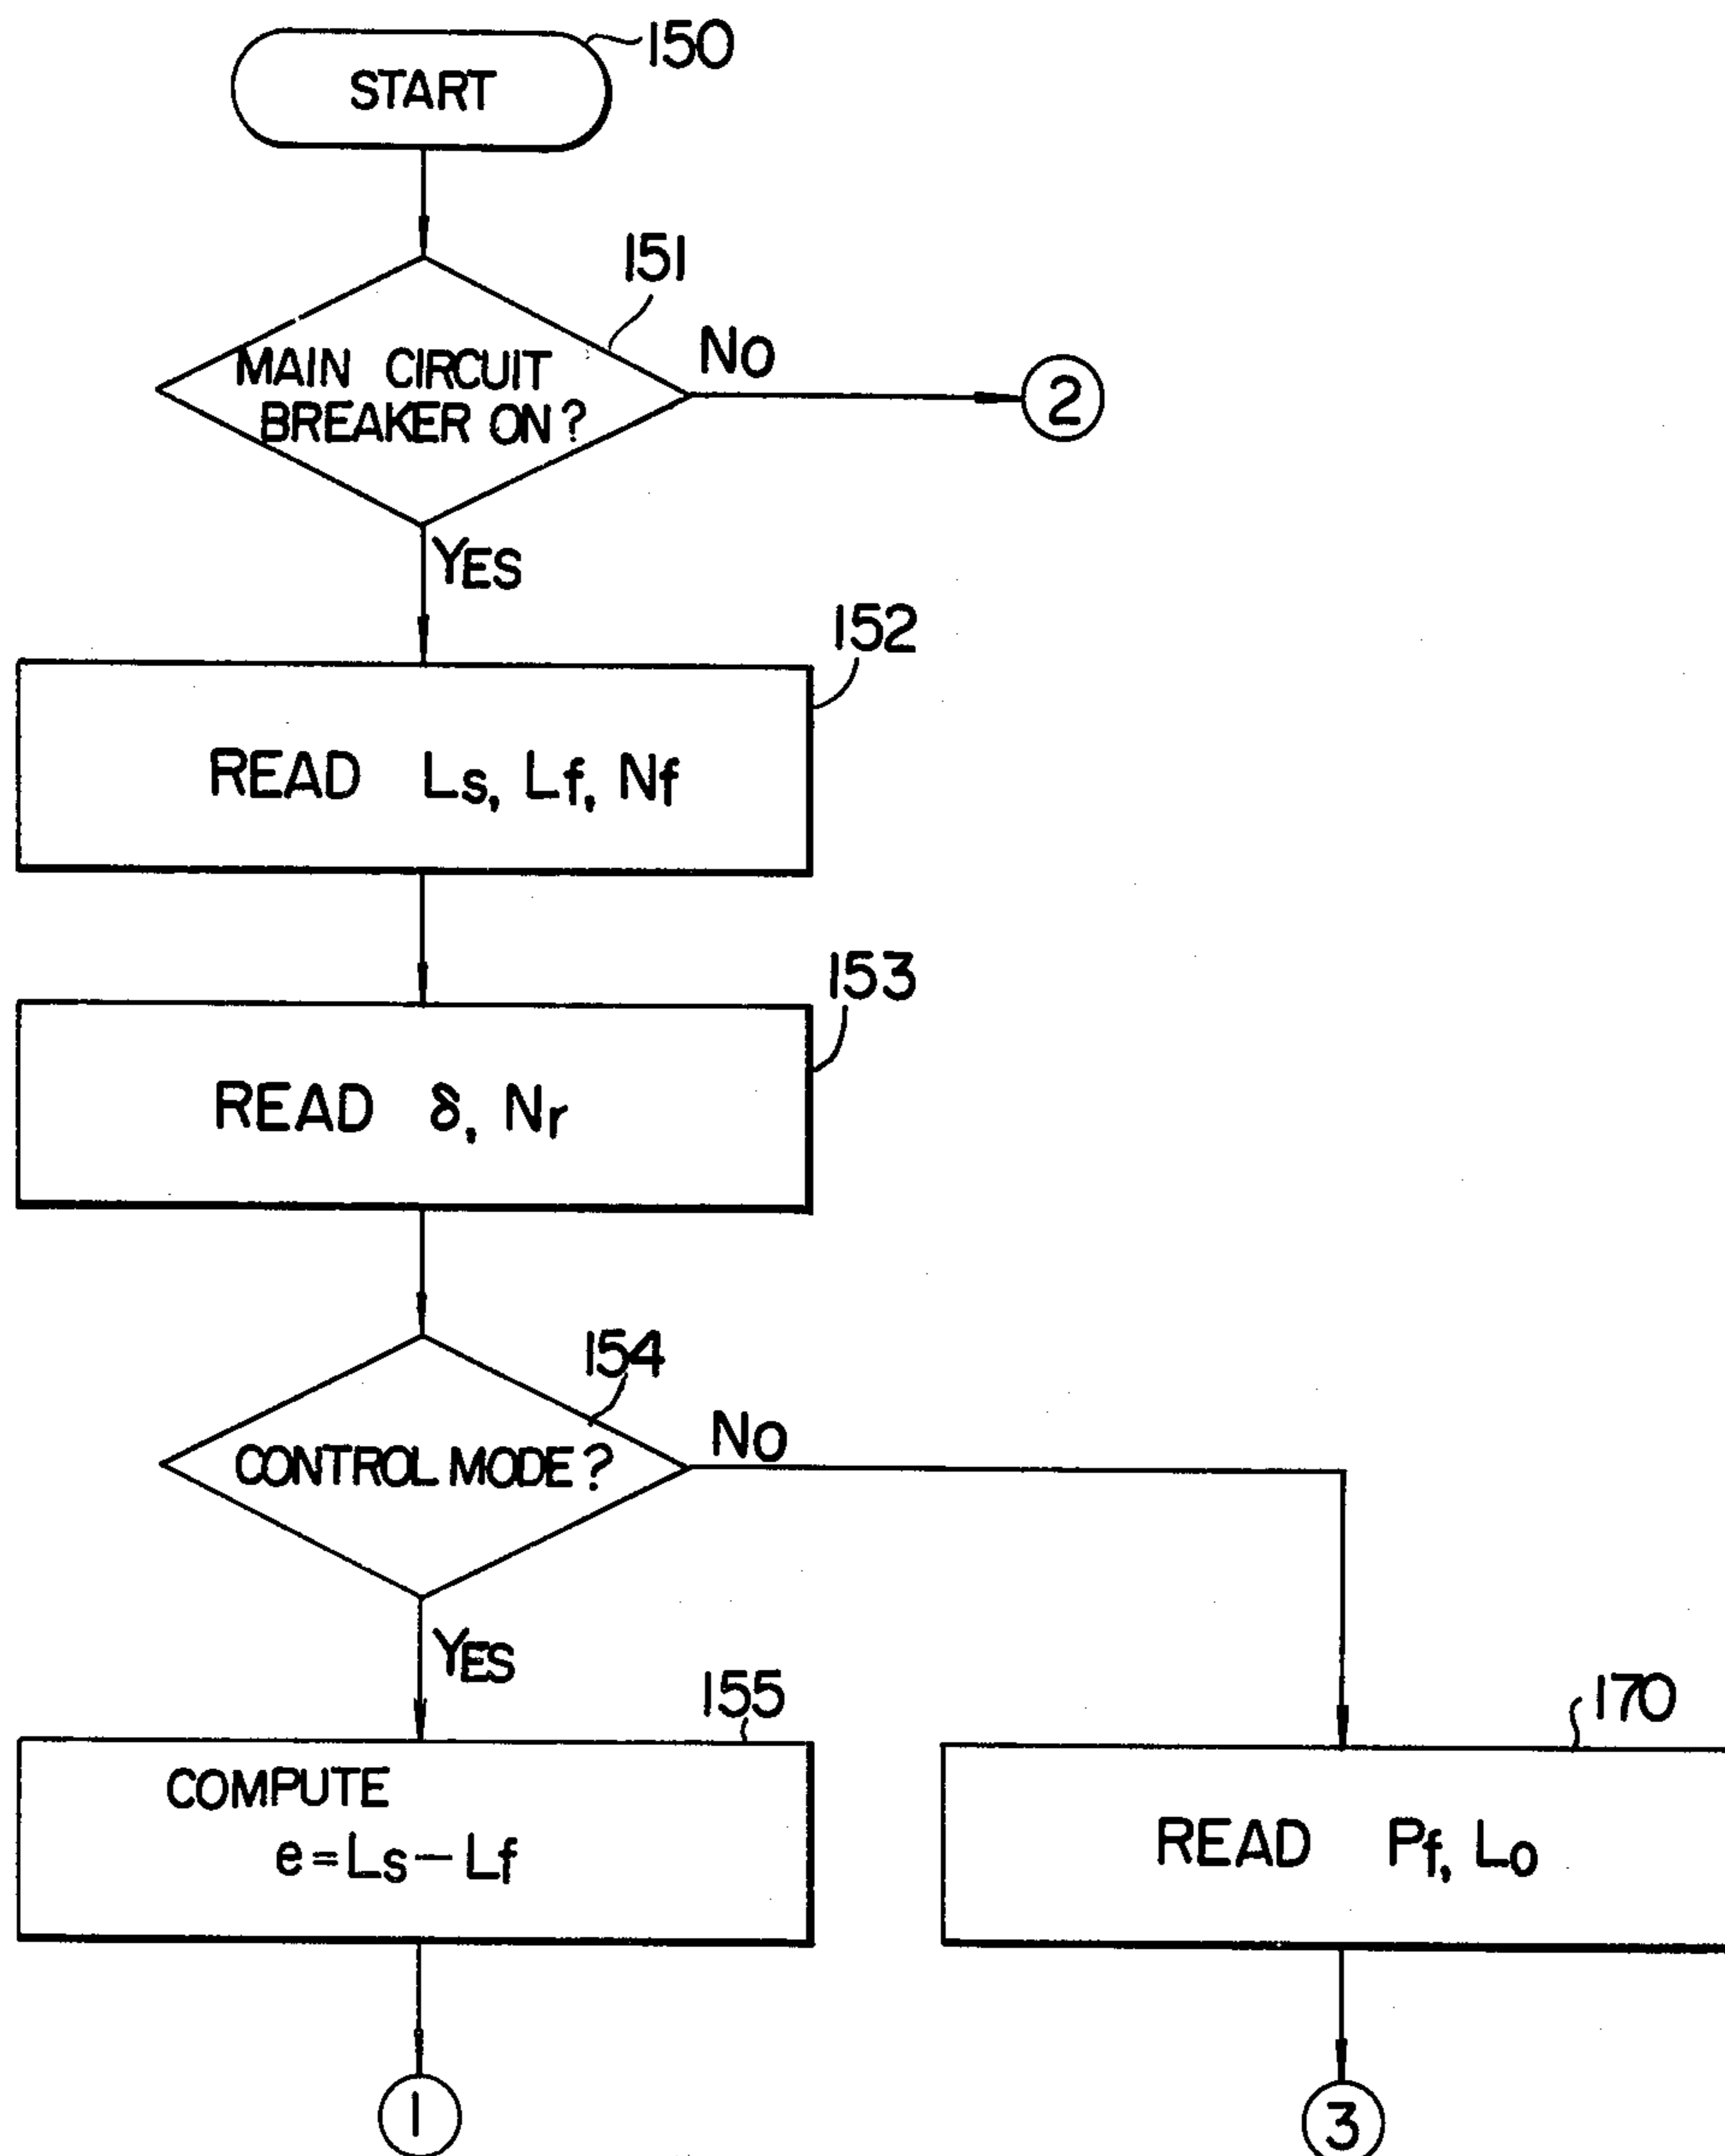 START
150
151
MAIN CIRCUIT
BREAKER ON?
No
2
YES
152
READ Ls, Lf, Nf
153
READ δ, Nr
154
CONTROL MODE?
No
YES
155
COMPUTE
e=Ls-Lf
170
READ Pf, Lo
1
3